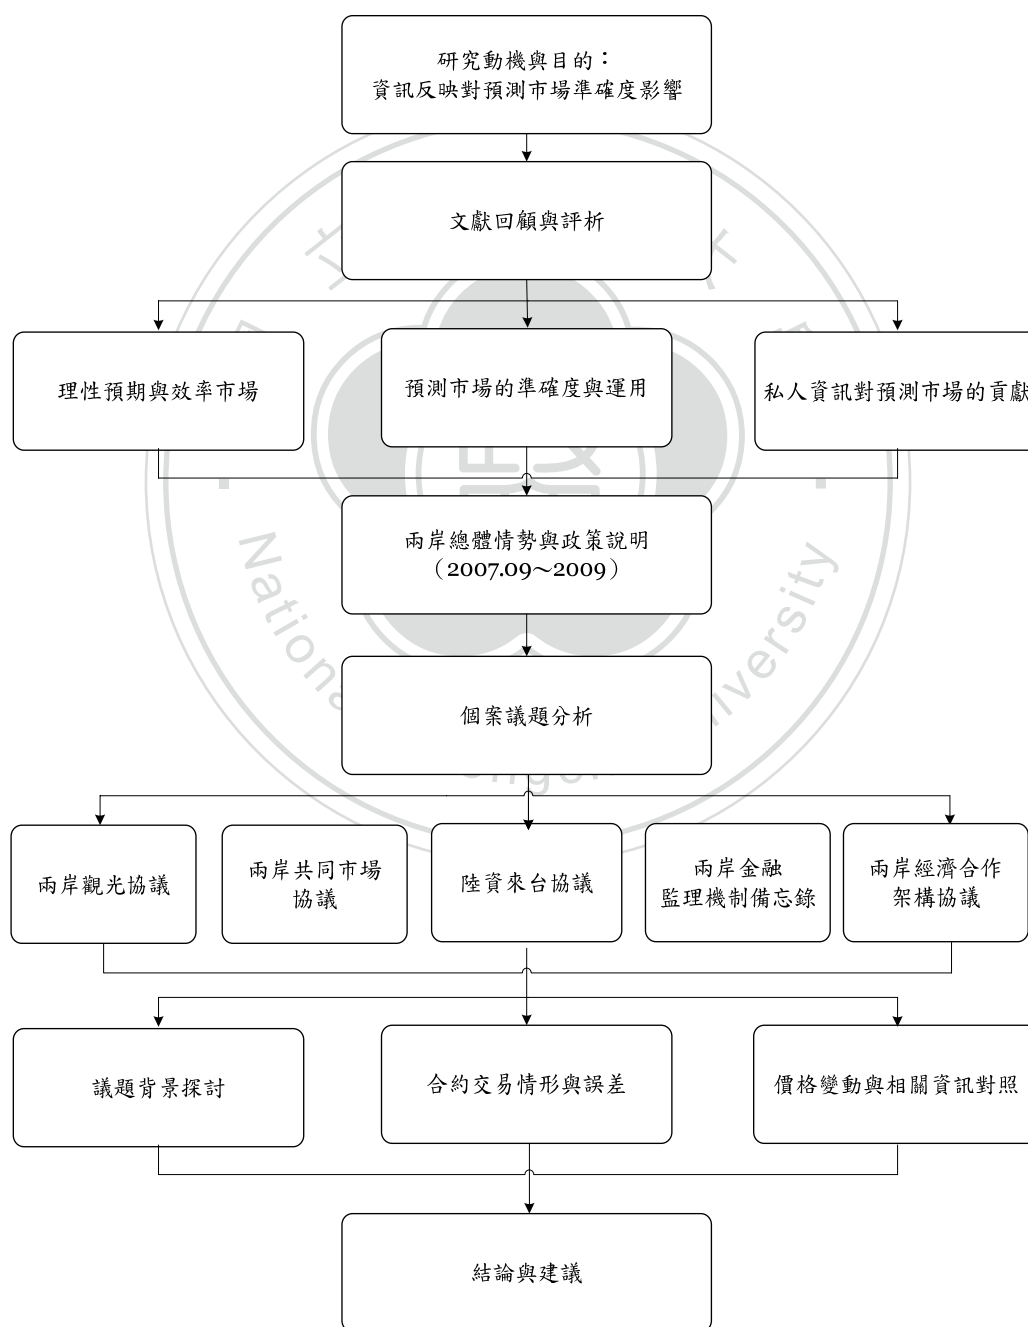 研究動機與目的：
資訊反映對預測市場準確度影響
文獻回顧與評析
理性預期與效率市場
預測市場的準確度與運用
私人資訊對預測市場的貢獻
兩岸總體情勢與政策說明
（2007.09～2009）
個案議題分析
兩岸觀光協議
兩岸共同市場
協議
陸資來台協議
兩岸金融
監理機制備忘錄
兩岸經濟合作
架構協議
議題背景探討
合約交易情形與誤差
價格變動與相關資訊對照
結論與建議